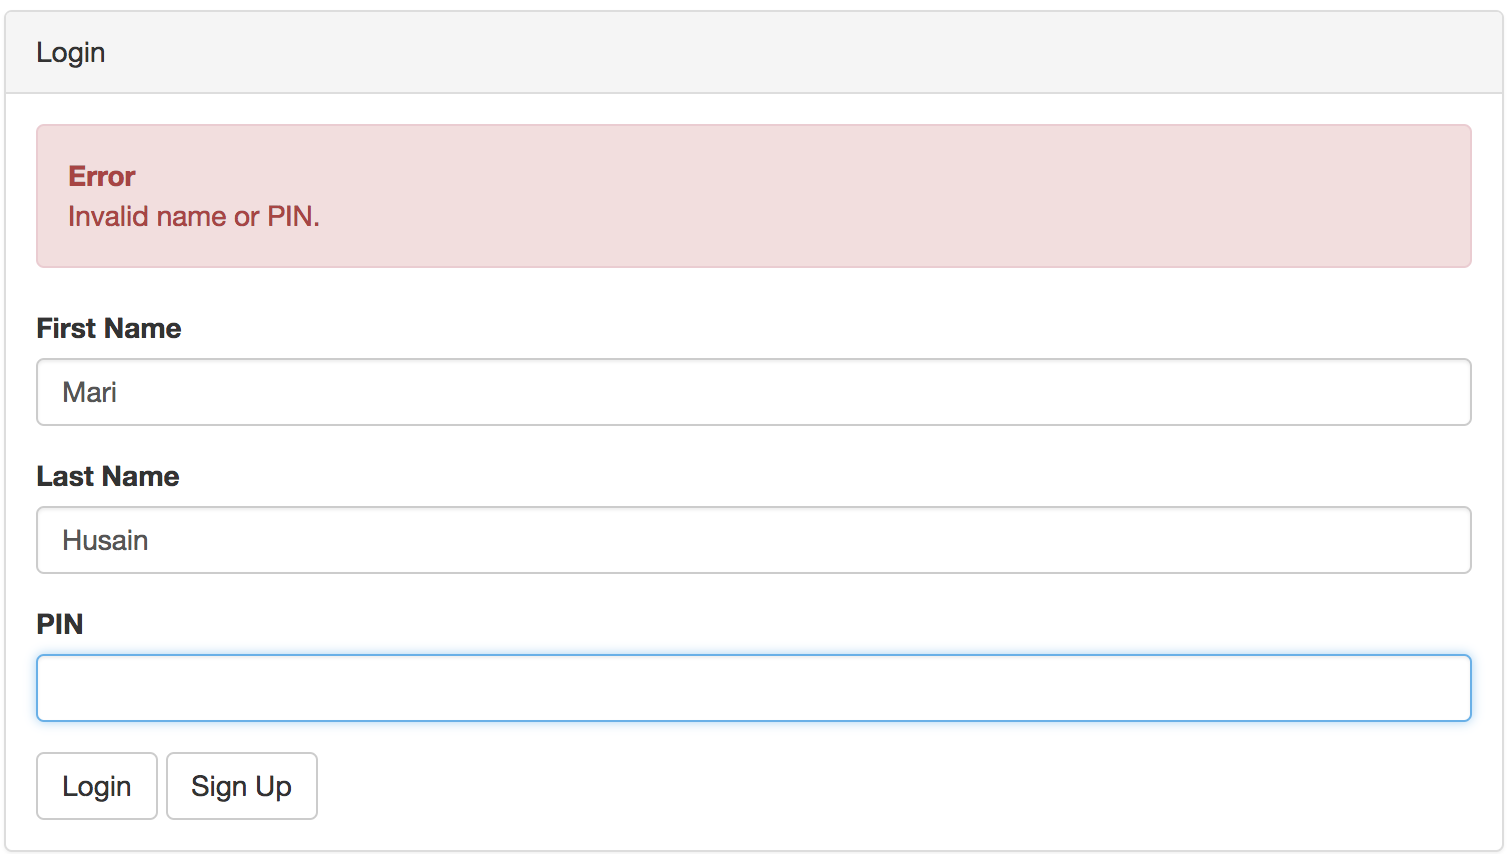 Login
Error
Invalid name or PIN.
First Name
Mari
Last Name
Husain
PIN
Login Sign Up